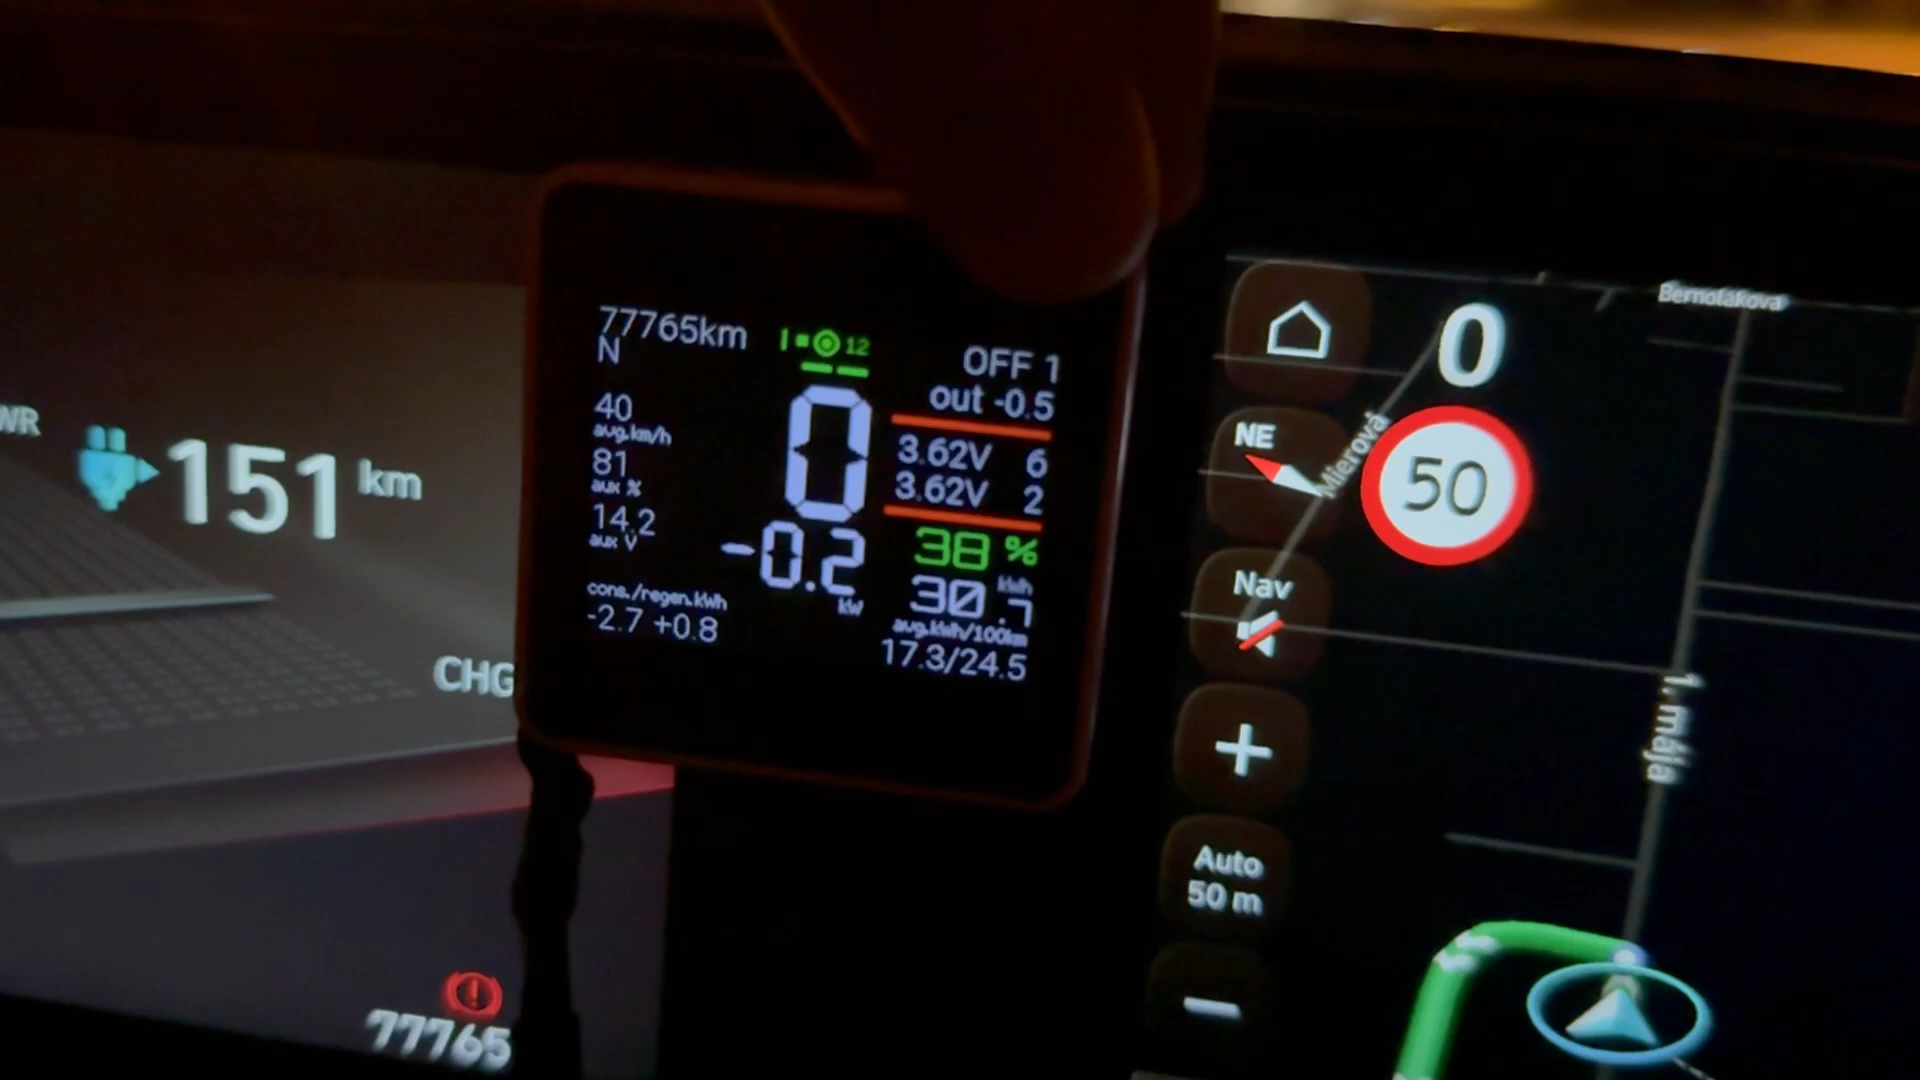 WR
151 km
CHG
77765
77765km
N
12
OFF 1
out -0.5
40
avg.km/h
81
aux %
14.2
aux V
0
-0.2
kW
3.62V 6
3.62V 2
38 %
30.7 kWh
avg.kWh/100km
17.3/24.5
cons./regen.kWh
-2.7 +0.8
0
50
NE
Nav
+
Auto
50 m
−
Bernolákova
Mierová
1. mája